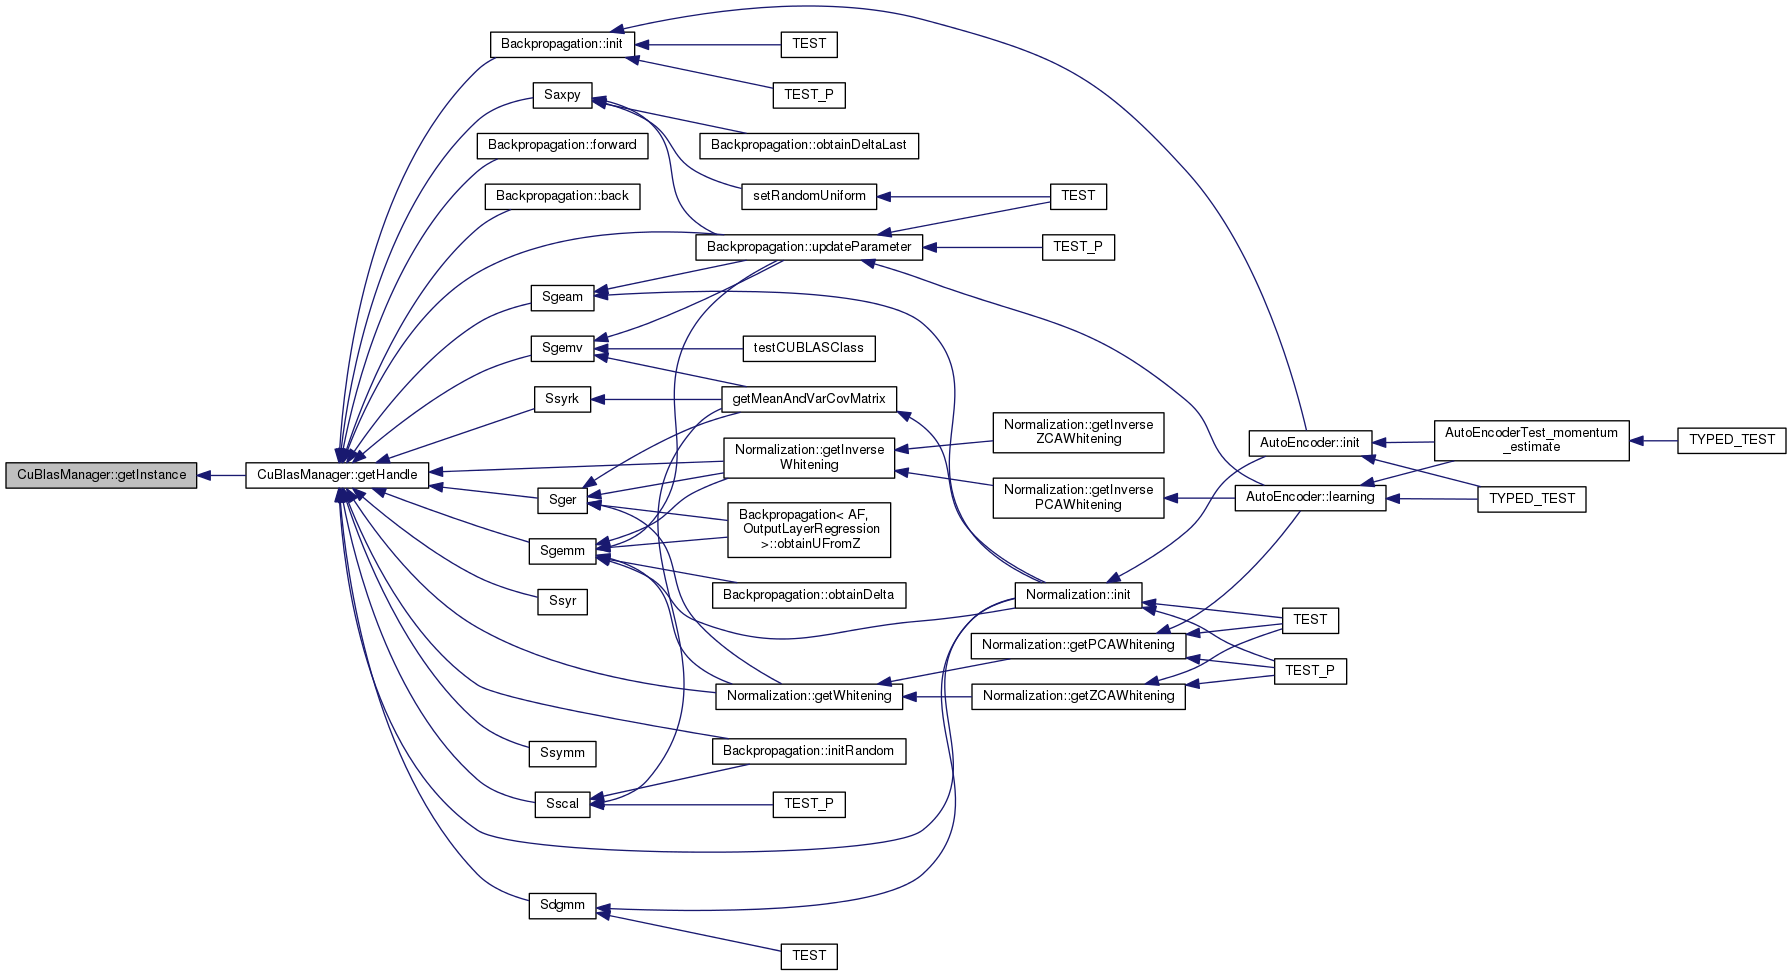 Backpropagation::init
TEST
TEST_P
Saxpy
Backpropagation::forward
Backpropagation::obtainDeltaLast
Backpropagation::back
setRandomUniform
TEST
Backpropagation::updateParameter
TEST_P
Sgeam
Sgemv
testCUBLASClass
Ssyrk
getMeanAndVarCovMatrix
Normalization::getInverse
ZCAWhitening
AutoEncoder::init
AutoEncoderTest_momentum
_estimate
TYPED_TEST
CuBlasManager::getInstance
CuBlasManager::getHandle
Normalization::getInverse
Whitening
Normalization::getInverse
PCAWhitening
AutoEncoder::learning
TYPED_TEST
Sger
Backpropagation< AF,
OutputLayerRegression
>::obtainUFromZ
Sgemm
Ssyr
Backpropagation::obtainDelta
Normalization::init
TEST
Normalization::getPCAWhitening
TEST_P
Normalization::getWhitening
Normalization::getZCAWhitening
Ssymm
Backpropagation::initRandom
Sscal
TEST_P
Sdgmm
TEST